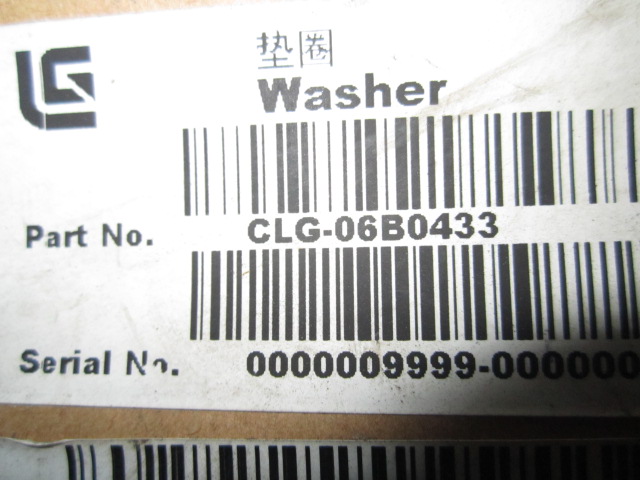 垫圈
Washer
Part No. CLG-06B0433
Serial No. 0000009999-000000